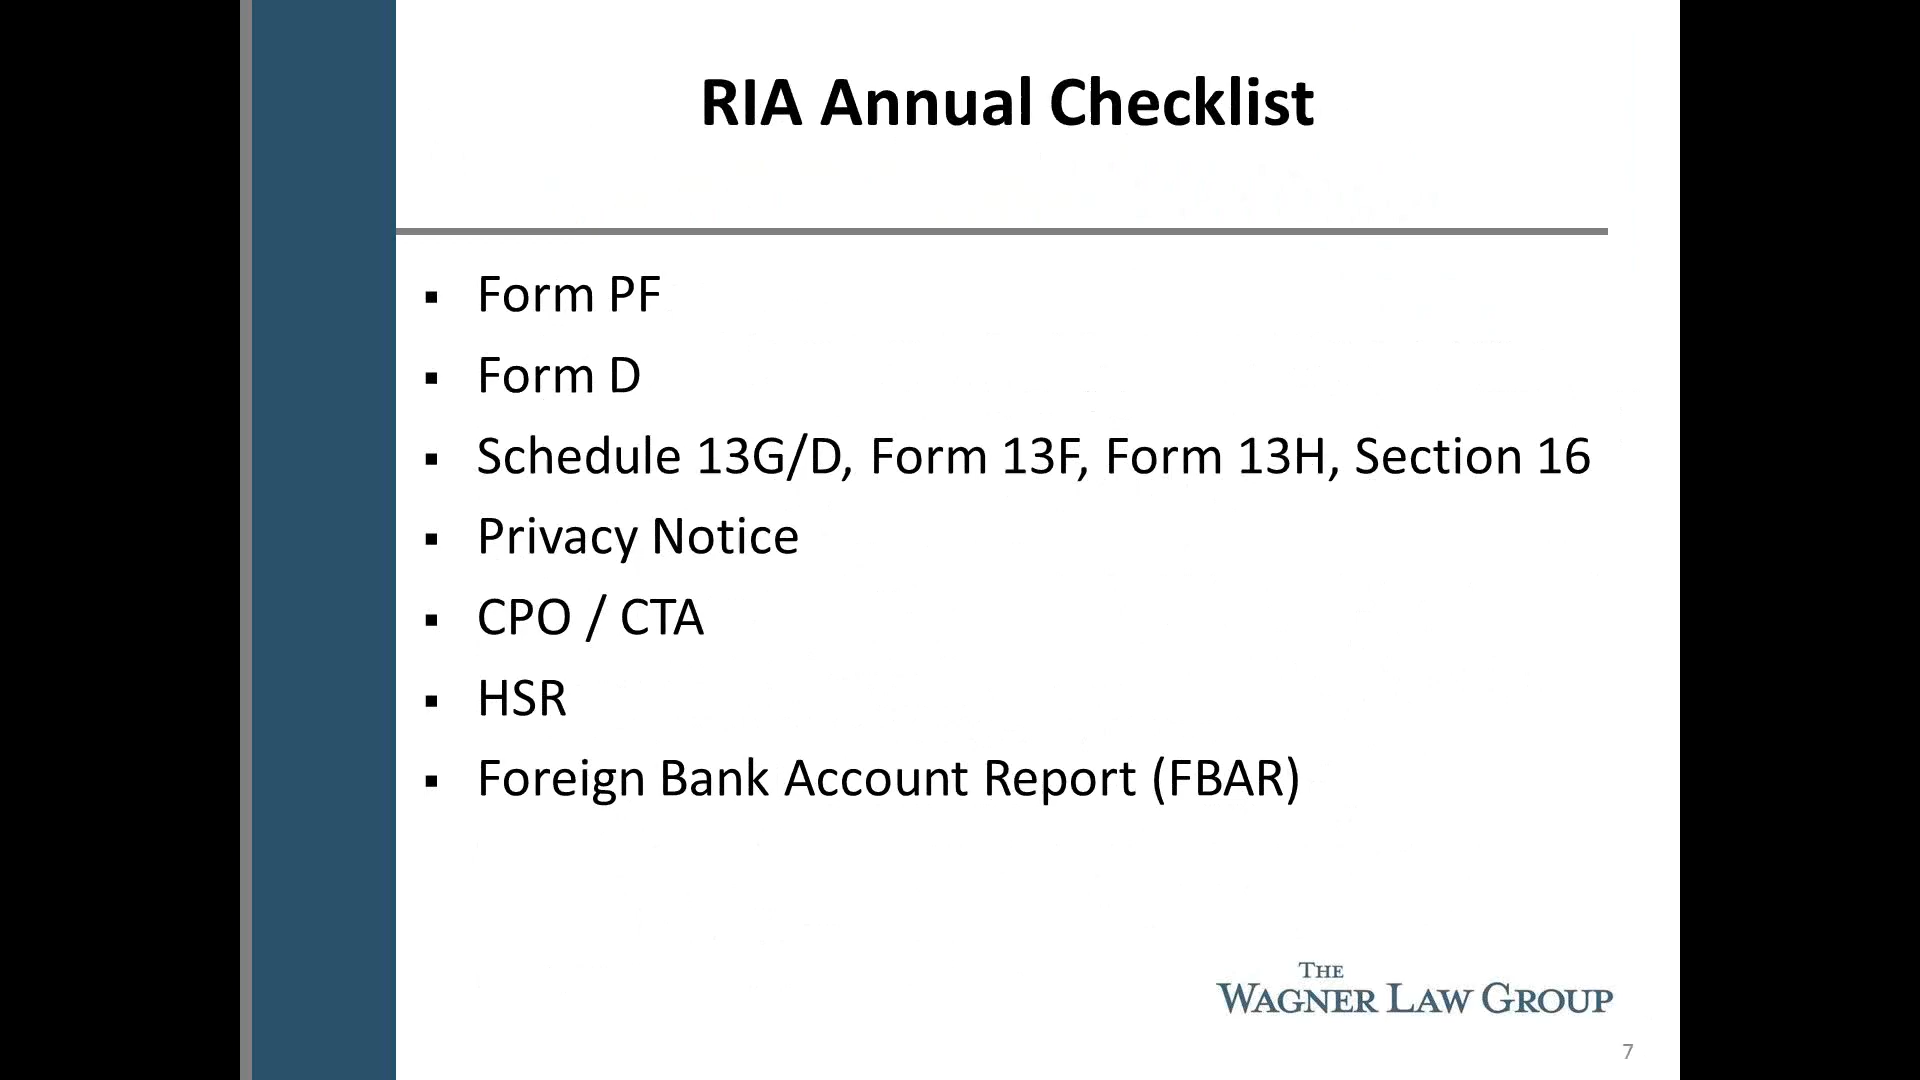 RIA Annual Checklist
▪ Form PF
▪ Form D
▪ Schedule 13G/D, Form 13F, Form 13H, Section 16
▪ Privacy Notice
▪ CPO / CTA
▪ HSR
▪ Foreign Bank Account Report (FBAR)
THE
WAGNER LAW GROUP
7